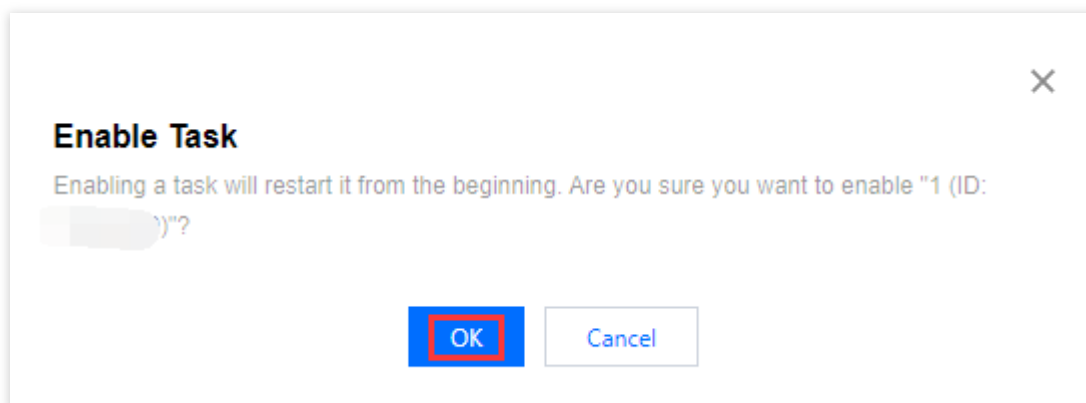 Enable Task
Enabling a task will restart it from the beginning. Are you sure you want to enable "1 (ID:
)"?
OK
Cancel